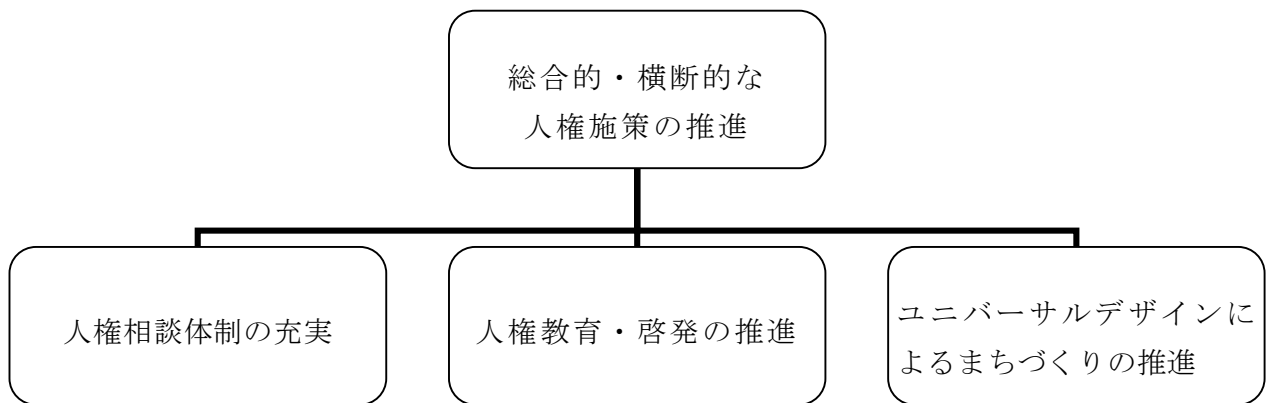 総合的・横断的な
人権施策の推進
人権相談体制の充実
人権教育・啓発の推進
ユニバーサルデザインに
よるまちづくりの推進